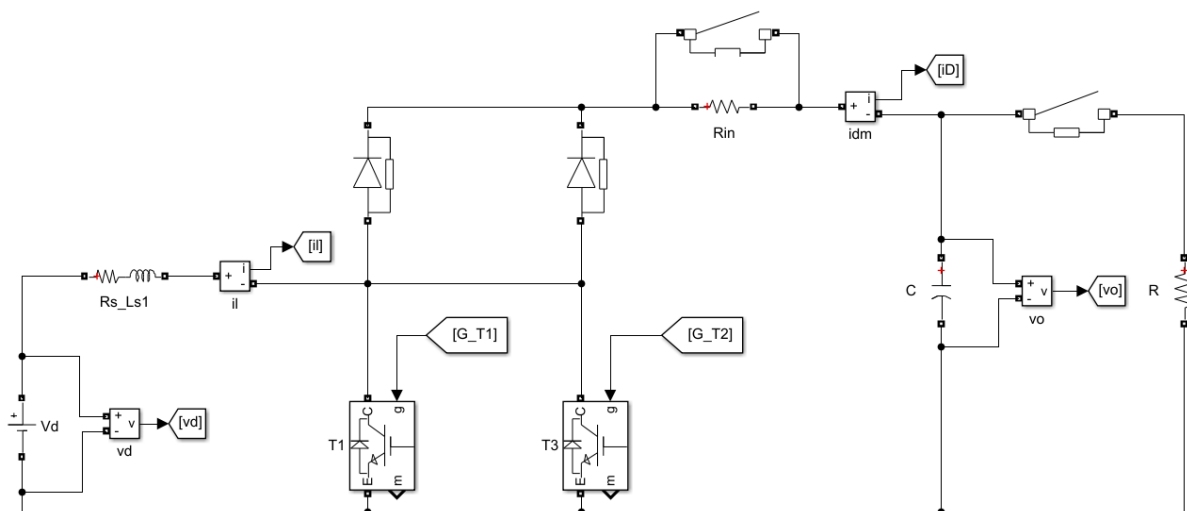 [iD]
Rin
idm
i
+
-
[il]
i
+
-
Rs_Ls1
il
[G_T1]
[G_T2]
+
C
+
-
v
[vo]
vo
R
+
Vd
+
-
v
[vd]
vd
T1
C
g
E
m
T3
C
g
E
m